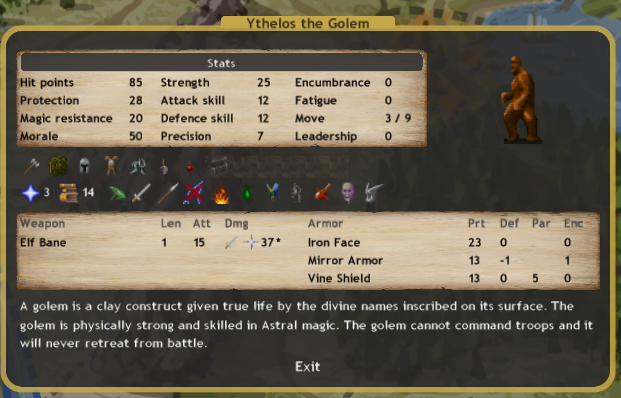 Ythelos the Golem
Stats
Hit points 85 Strength 25 Encumbrance 0
Protection 28 Attack skill 12 Fatigue 0
Magic resistance 20 Defence skill 12 Move 3 / 9
Morale 50 Precision 7 Leadership 0
3 14
Weapon Len Att Dmg Armor Prt Def Par Enc
Elf Bane 1 15 37* Iron Face 23 0 0
Mirror Armor 13 -1 1
Vine Shield 13 0 5 0
A golem is a clay construct given true life by the divine names inscribed on its surface. The
golem is physically strong and skilled in Astral magic. The golem cannot command troops and it
will never retreat from battle.
Exit